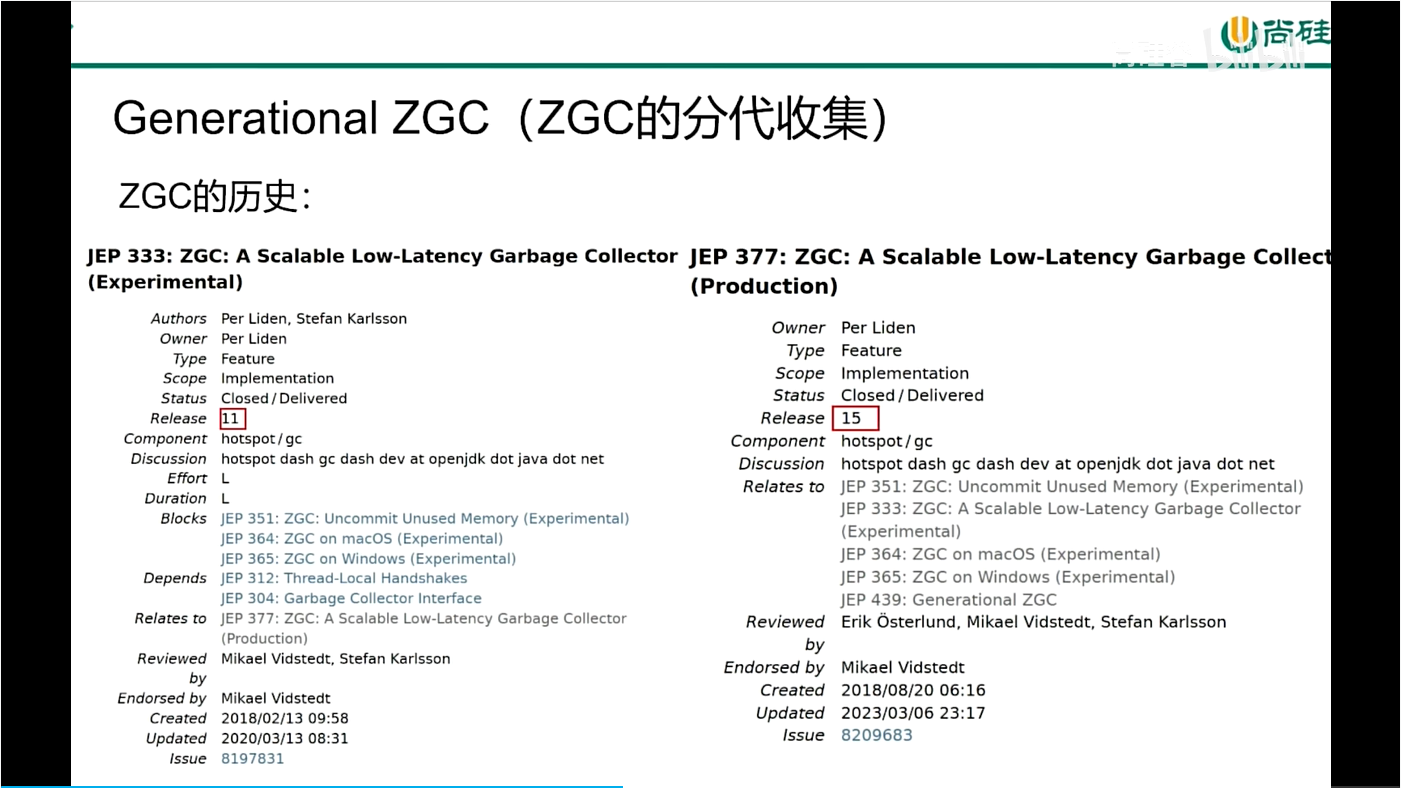 尚硅
Generational ZGC（ZGC的分代收集）
ZGC的历史：
JEP 333: ZGC: A Scalable Low-Latency Garbage Collector
(Experimental)
Authors Per Liden, Stefan Karlsson
Owner Per Liden
Type Feature
Scope Implementation
Status Closed / Delivered
Release 11
Component hotspot / gc
Discussion hotspot dash gc dash dev at openjdk dot java dot net
Effort L
Duration L
Blocks JEP 351: ZGC: Uncommit Unused Memory (Experimental)
JEP 364: ZGC on macOS (Experimental)
JEP 365: ZGC on Windows (Experimental)
Depends JEP 312: Thread-Local Handshakes
JEP 304: Garbage Collector Interface
Relates to JEP 377: ZGC: A Scalable Low-Latency Garbage Collector
(Production)
Reviewed Mikael Vidstedt, Stefan Karlsson
by
Endorsed by Mikael Vidstedt
Created 2018/02/13 09:58
Updated 2020/03/13 08:31
Issue 8197831
JEP 377: ZGC: A Scalable Low-Latency Garbage Collect
(Production)
Owner Per Liden
Type Feature
Scope Implementation
Status Closed / Delivered
Release 15
Component hotspot / gc
Discussion hotspot dash gc dash dev at openjdk dot java dot net
Relates to JEP 351: ZGC: Uncommit Unused Memory (Experimental)
JEP 333: ZGC: A Scalable Low-Latency Garbage Collector
(Experimental)
JEP 364: ZGC on macOS (Experimental)
JEP 365: ZGC on Windows (Experimental)
JEP 439: Generational ZGC
Reviewed Erik Österlund, Mikael Vidstedt, Stefan Karlsson
by
Endorsed by Mikael Vidstedt
Created 2018/08/20 06:16
Updated 2023/03/06 23:17
Issue 8209683